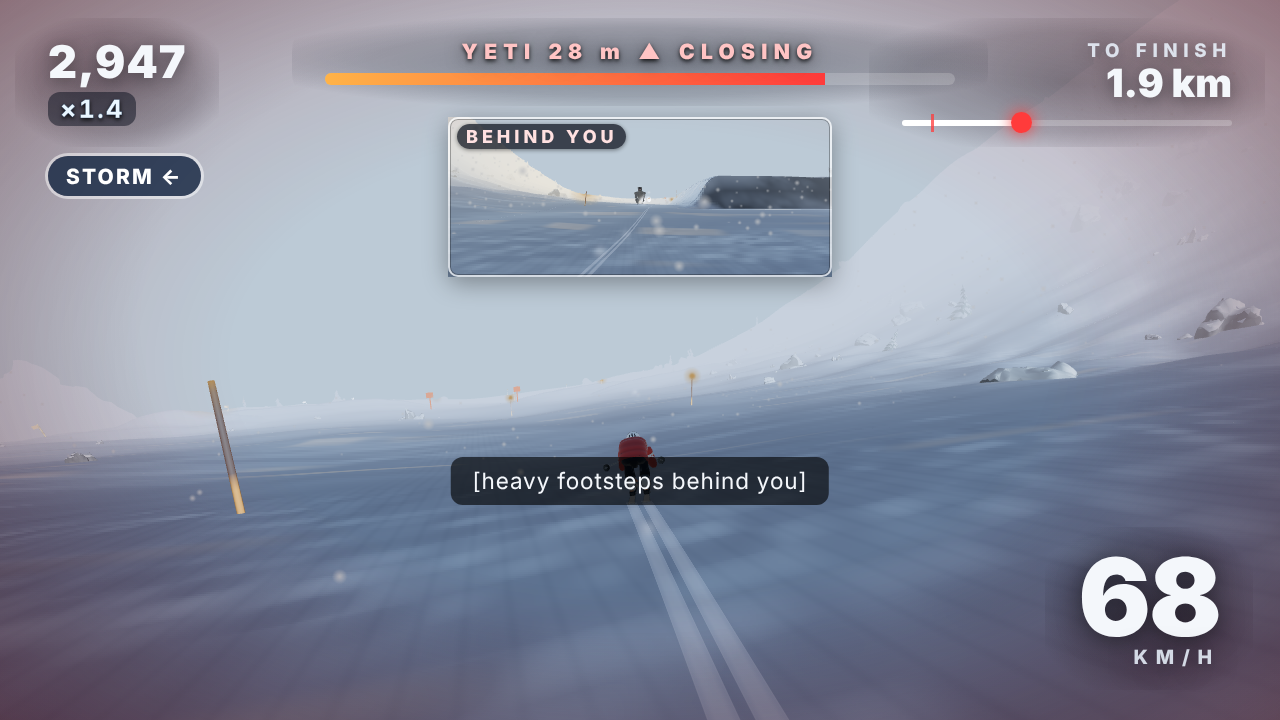 2,947
×1.4
STORM ←
YETI 28 m ▲ CLOSING
BEHIND YOU
TO FINISH
1.9 km
[heavy footsteps behind you]
68
KM/H